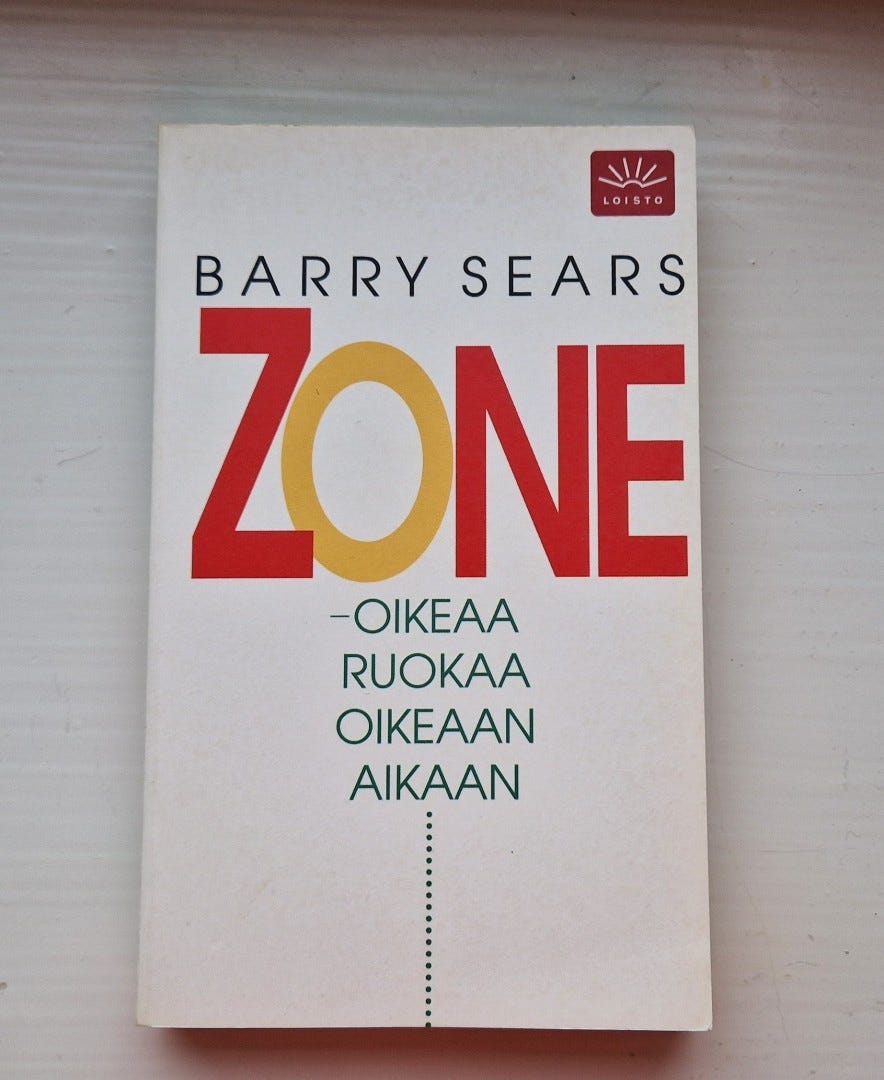 LOISTO
BARRY SEARS
ZONE
–OIKEAA
RUOKAA
OIKEAAN
AIKAAN